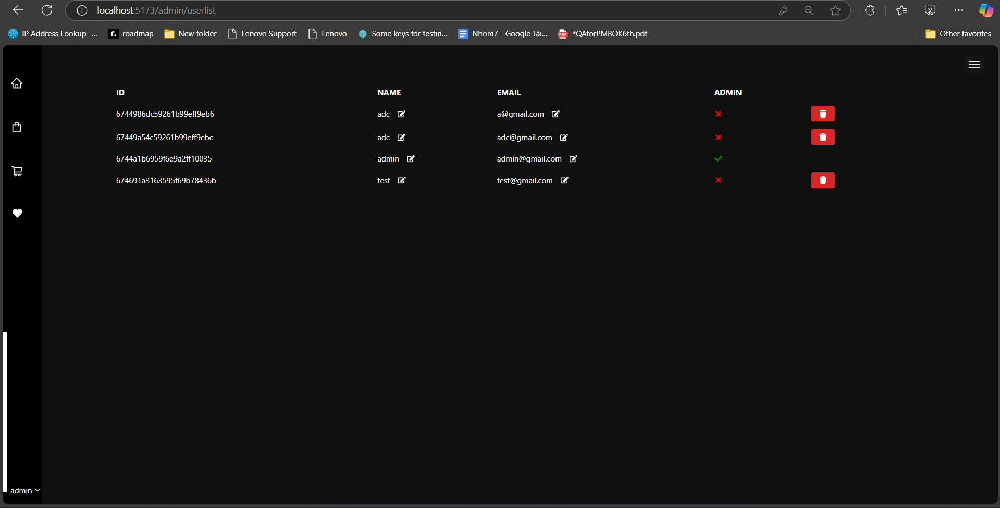 localhost:5173/admin/userlist
IP Address Lookup -... roadmap New folder Lenovo Support Lenovo Some keys for testin... Nhom7 - Google Tài... *QAforPMBOK6th.pdf Other favorites
ID NAME EMAIL ADMIN
6744986dc59261b99eff9eb6 adc a@gmail.com
67449a54c59261b99eff9ebc adc adc@gmail.com
6744a1b6959f6e9a2ff10035 admin admin@gmail.com
674691a3163595f69b78436b test test@gmail.com
admin